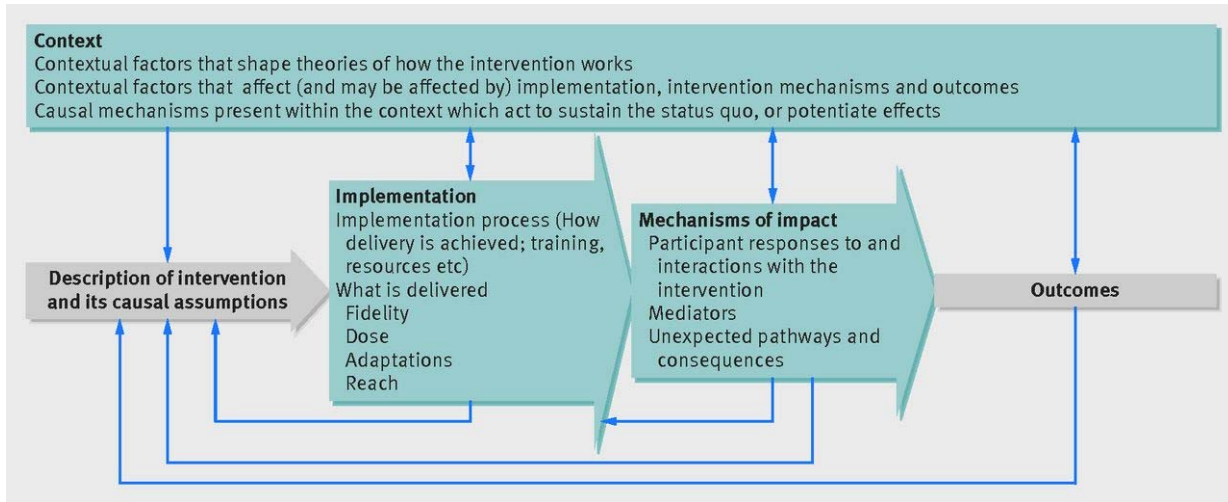 Context
Contextual factors that shape theories of how the intervention works
Contextual factors that affect (and may be affected by) implementation, intervention mechanisms and outcomes
Causal mechanisms present within the context which act to sustain the status quo, or potentiate effects
Description of intervention
and its causal assumptions
Implementation
Implementation process (How
delivery is achieved; training,
resources etc)
What is delivered
Fidelity
Dose
Adaptations
Reach
Mechanisms of impact
Participant responses to and
interactions with the
intervention
Mediators
Unexpected pathways and
consequences
Outcomes